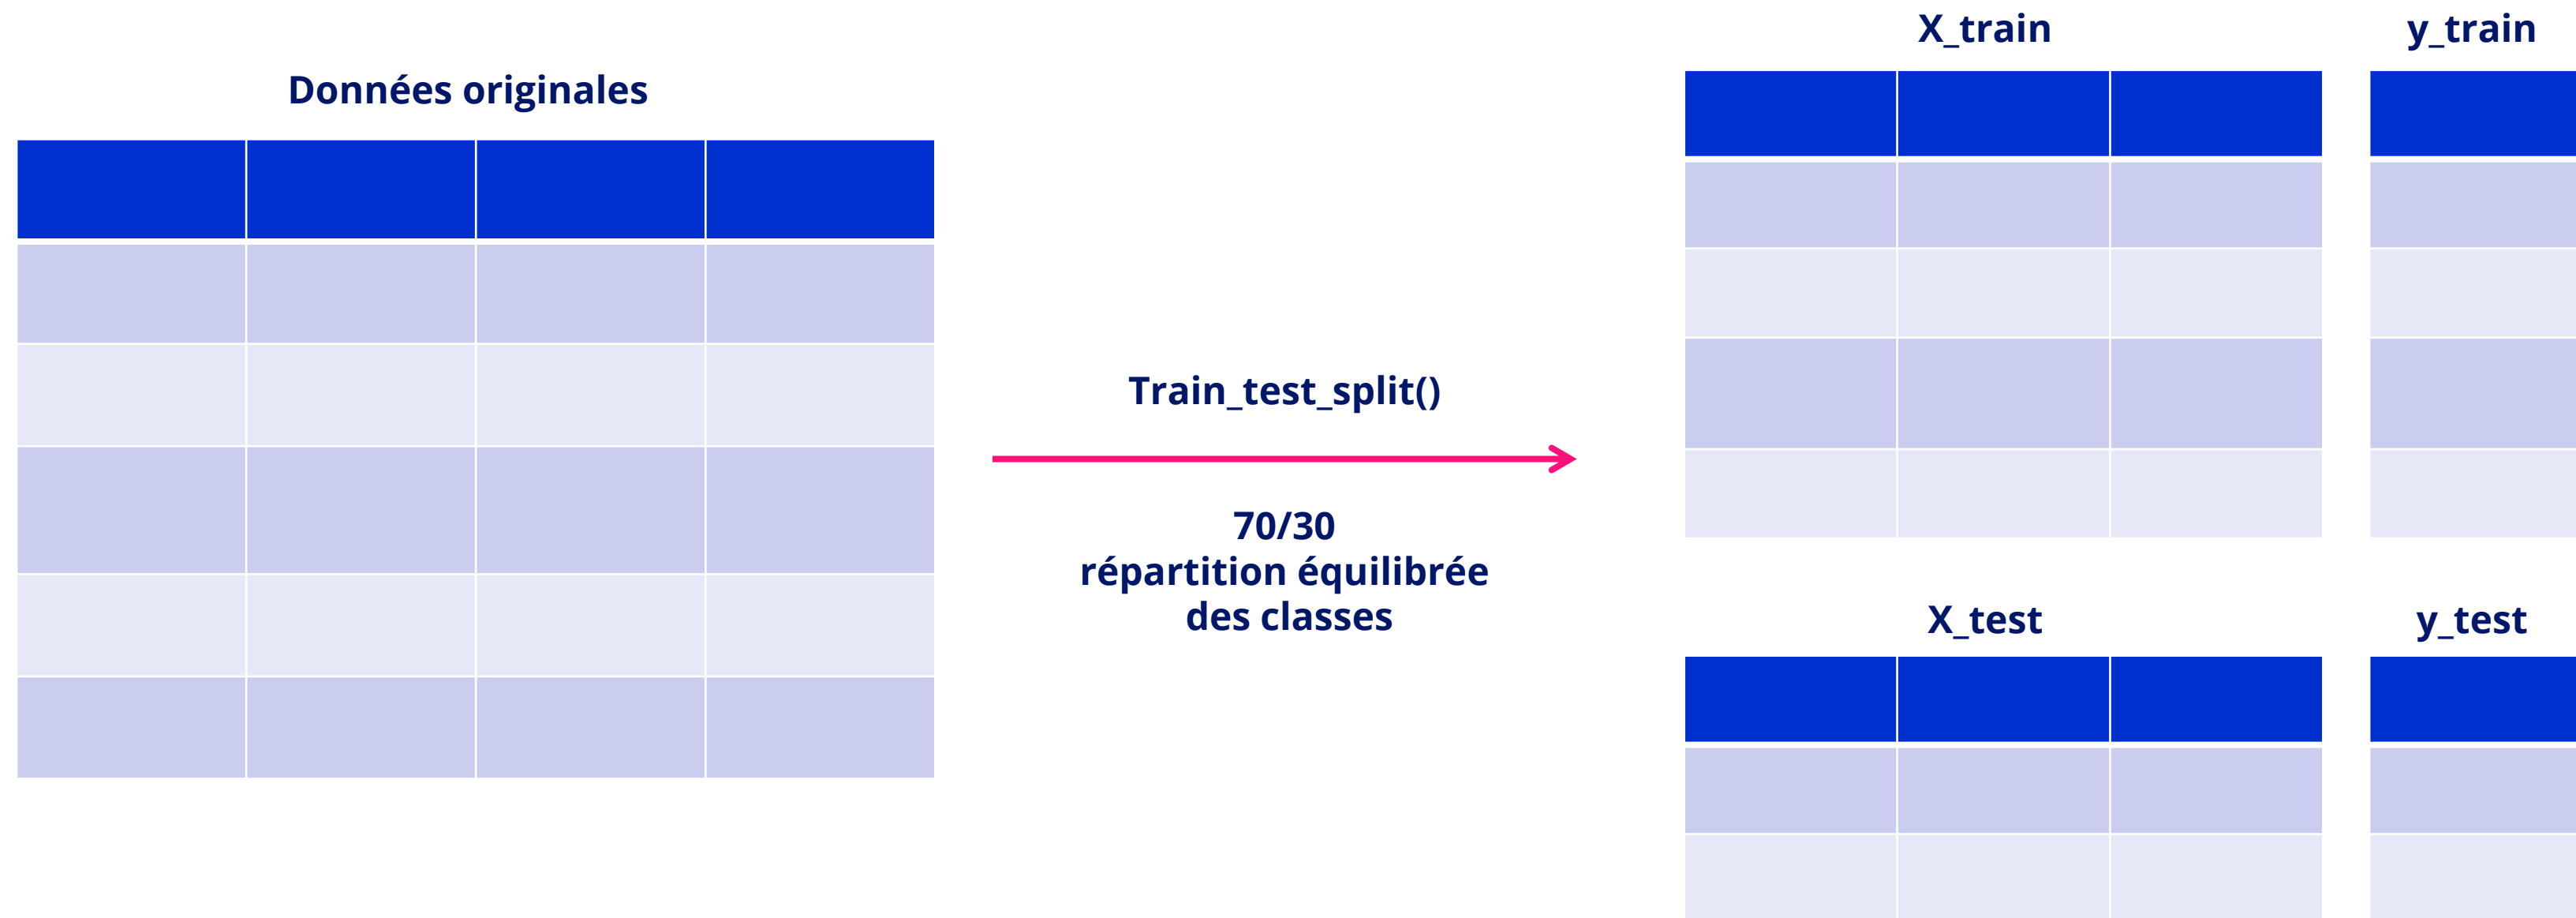 Données originales
Train_test_split()
70/30
répartition équilibrée
des classes
X_train
y_train
X_test
y_test